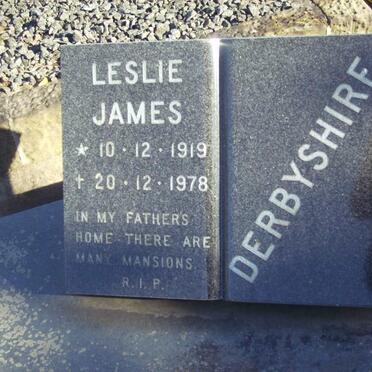 LESLIE
JAMES
★ 10 · 12 · 1919
† 20 · 12 · 1978
IN MY FATHERS
HOME THERE ARE
MANY MANSIONS
R.I.P.
DERBYSHIRE